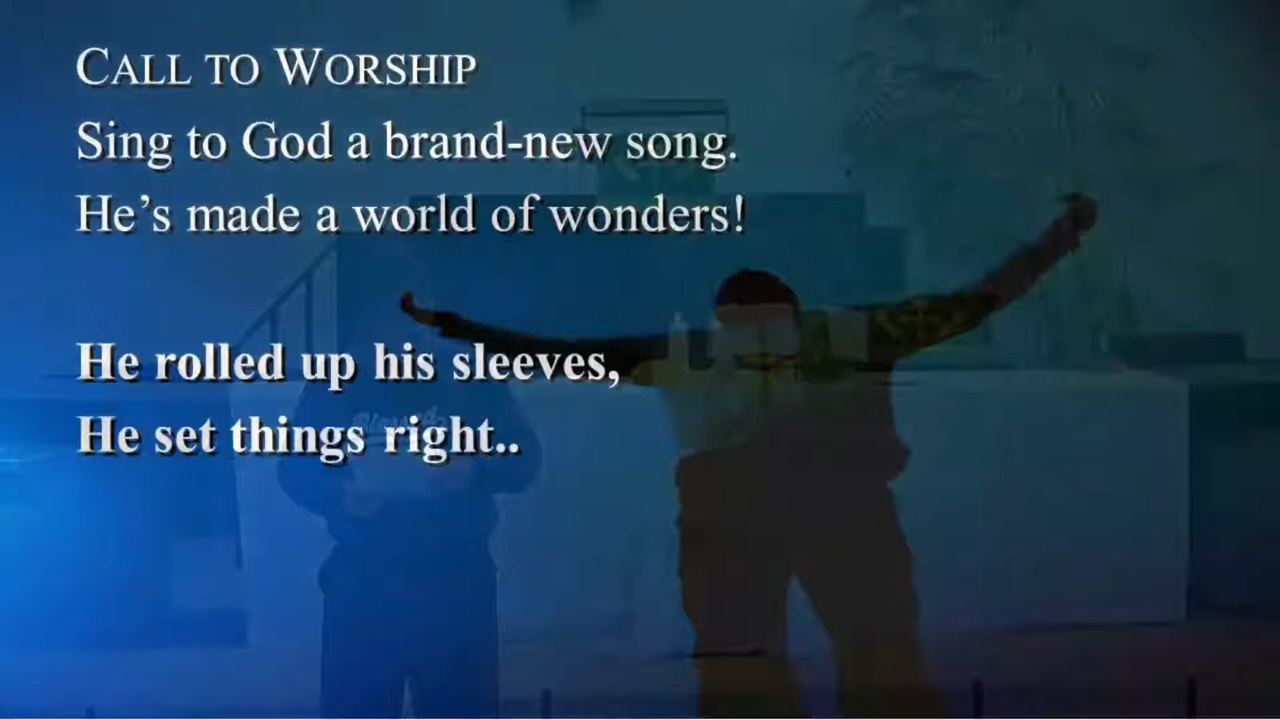 CALL TO WORSHIP
Sing to God a brand-new song.
He’s made a world of wonders!
He rolled up his sleeves,
He set things right..